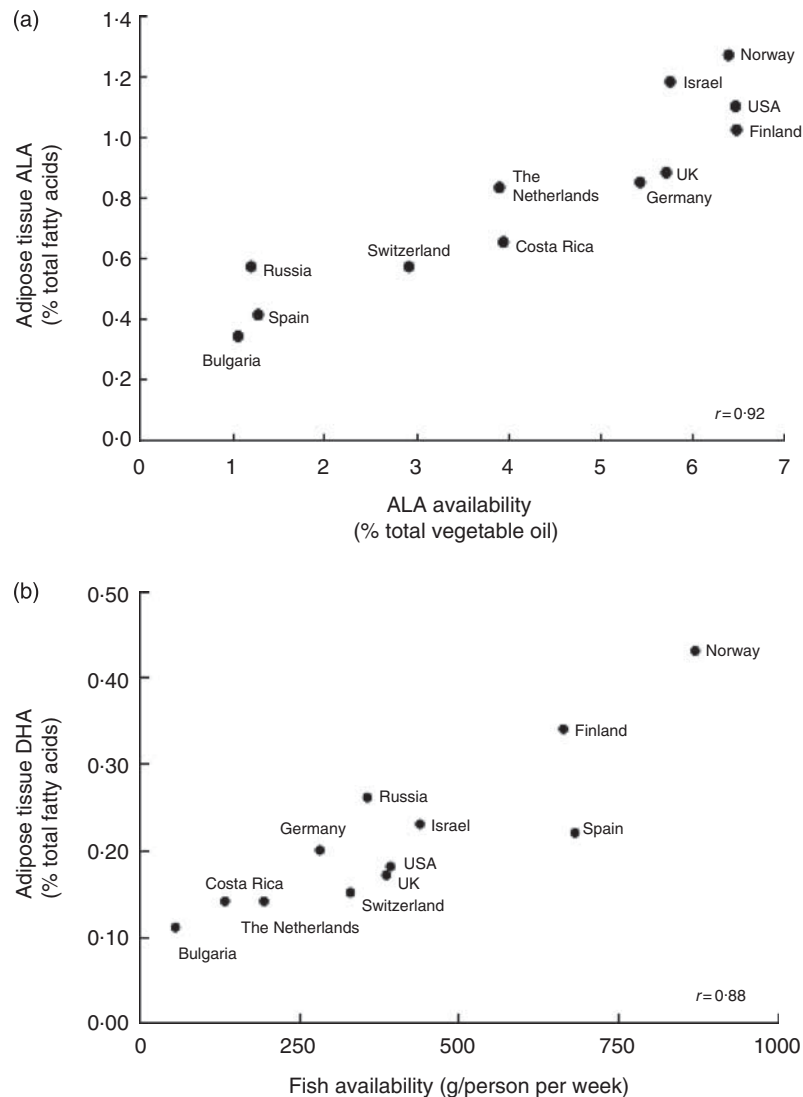 (a)
1·4
1·2
1·0
0·8
0·6
0·4
0·2
0·0
Adipose tissue ALA
(% total fatty acids)
Norway
Israel
USA
Finland
The
Netherlands
UK
Germany
Switzerland
Costa Rica
Russia
Spain
Bulgaria
r=0·92
0 1 2 3 4 5 6 7
ALA availability
(% total vegetable oil)
(b)
0·50
0·40
0·30
0·20
0·10
0·00
Adipose tissue DHA
(% total fatty acids)
Norway
Finland
Russia
Israel
Spain
Germany
USA
UK
Costa Rica
Switzerland
The Netherlands
Bulgaria
r=0·88
0 250 500 750 1000
Fish availability (g/person per week)